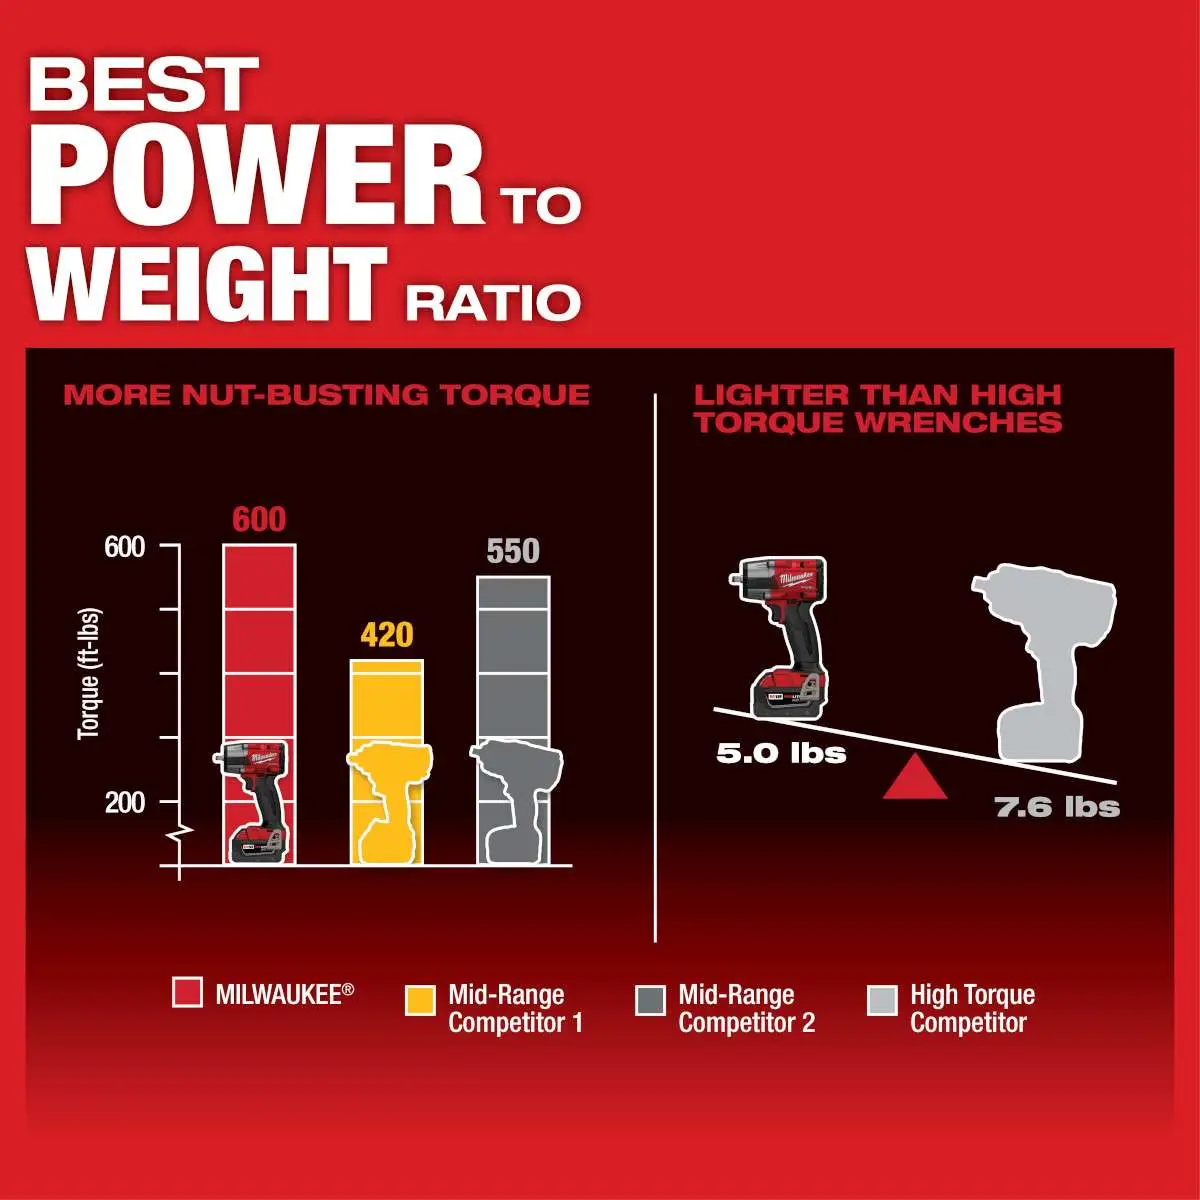 BEST
POWER TO
WEIGHT RATIO
MORE NUT-BUSTING TORQUE
600
600
420
550
Torque (ft-lbs)
200
Milwaukee
LIGHTER THAN HIGH
TORQUE WRENCHES
Milwaukee
5.0 lbs
7.6 lbs
MILWAUKEE®
Mid-Range
Competitor 1
Mid-Range
Competitor 2
High Torque
Competitor